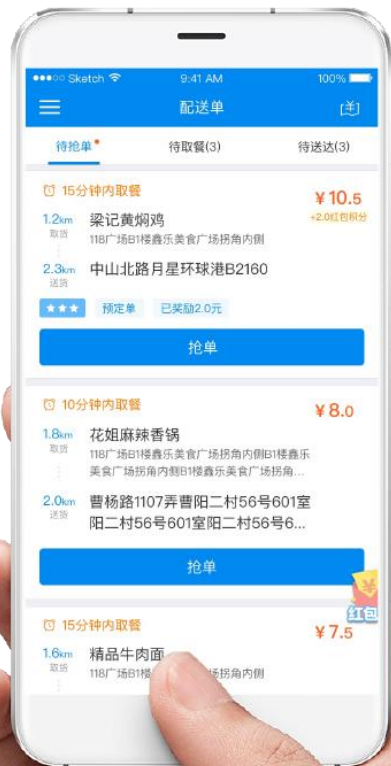 Sketch 9:41 AM 100%
配送单
待抢单 待取餐(3) 待送达(3)
15分钟内取餐
¥10.5
1.2km 梁记黄焖鸡
+2.0红包积分
取货 118广场B1楼鑫乐美食广场拐角内侧
2.3km 中山北路月星环球港B2160
送货
★★★ 预定单 已奖励2.0元
抢单
10分钟内取餐
¥8.0
1.8km 花姐麻辣香锅
取货 118广场B1楼鑫乐美食广场拐角内侧B1楼鑫乐
美食广场拐角内侧B1楼鑫乐美食广场拐角...
2.0km 曹杨路1107弄曹阳二村56号601室
送货 阳二村56号601室阳二村56号6...
抢单
红包
15分钟内取餐
¥7.5
1.6km 精品牛肉面
取货 118广场B1楼 场拐角内侧